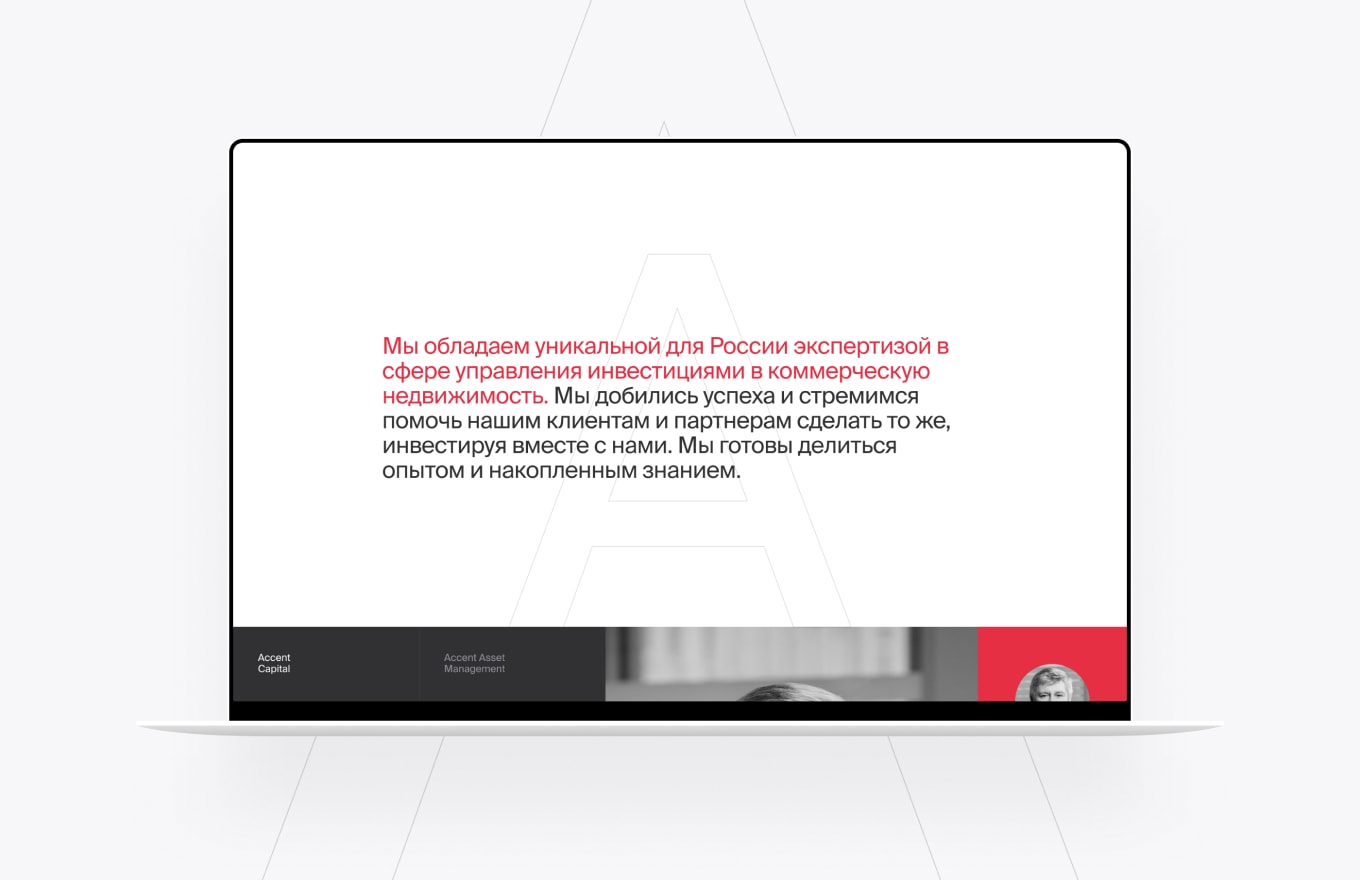 Мы обладаем уникальной для России экспертизой в
сфере управления инвестициями в коммерческую
недвижимость. Мы добились успеха и стремимся
помочь нашим клиентам и партнерам сделать то же,
инвестируя вместе с нами. Мы готовы делиться
опытом и накопленным знанием.
Accent
Capital
Accent Asset
Management